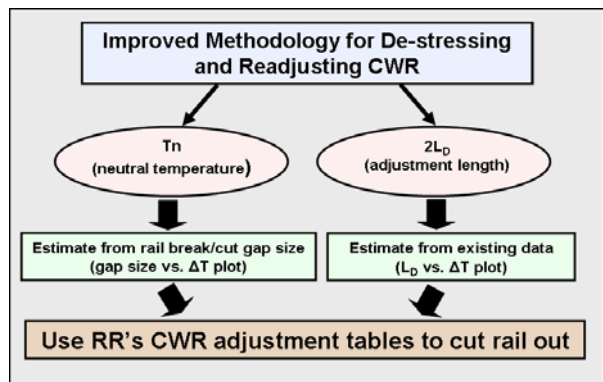 Improved Methodology for De-stressing
and Readjusting CWR
Tn
(neutral temperature)
2L_D
(adjustment length)
Estimate from rail break/cut gap size
(gap size vs. ΔT plot)
Estimate from existing data
(L_D vs. ΔT plot)
Use RR's CWR adjustment tables to cut rail out